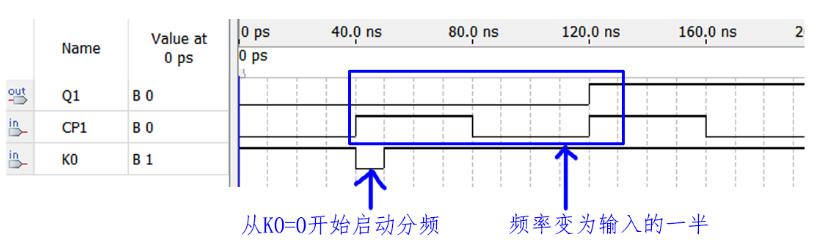 Name
Value at
0 ps
0 ps 40.0 ns 80.0 ns 120.0 ns 160.0 ns 2
0 ps
out Q1 B 0
in CP1 B 0
in K0 B 1
从K0=0开始启动分频
频率变为输入的一半